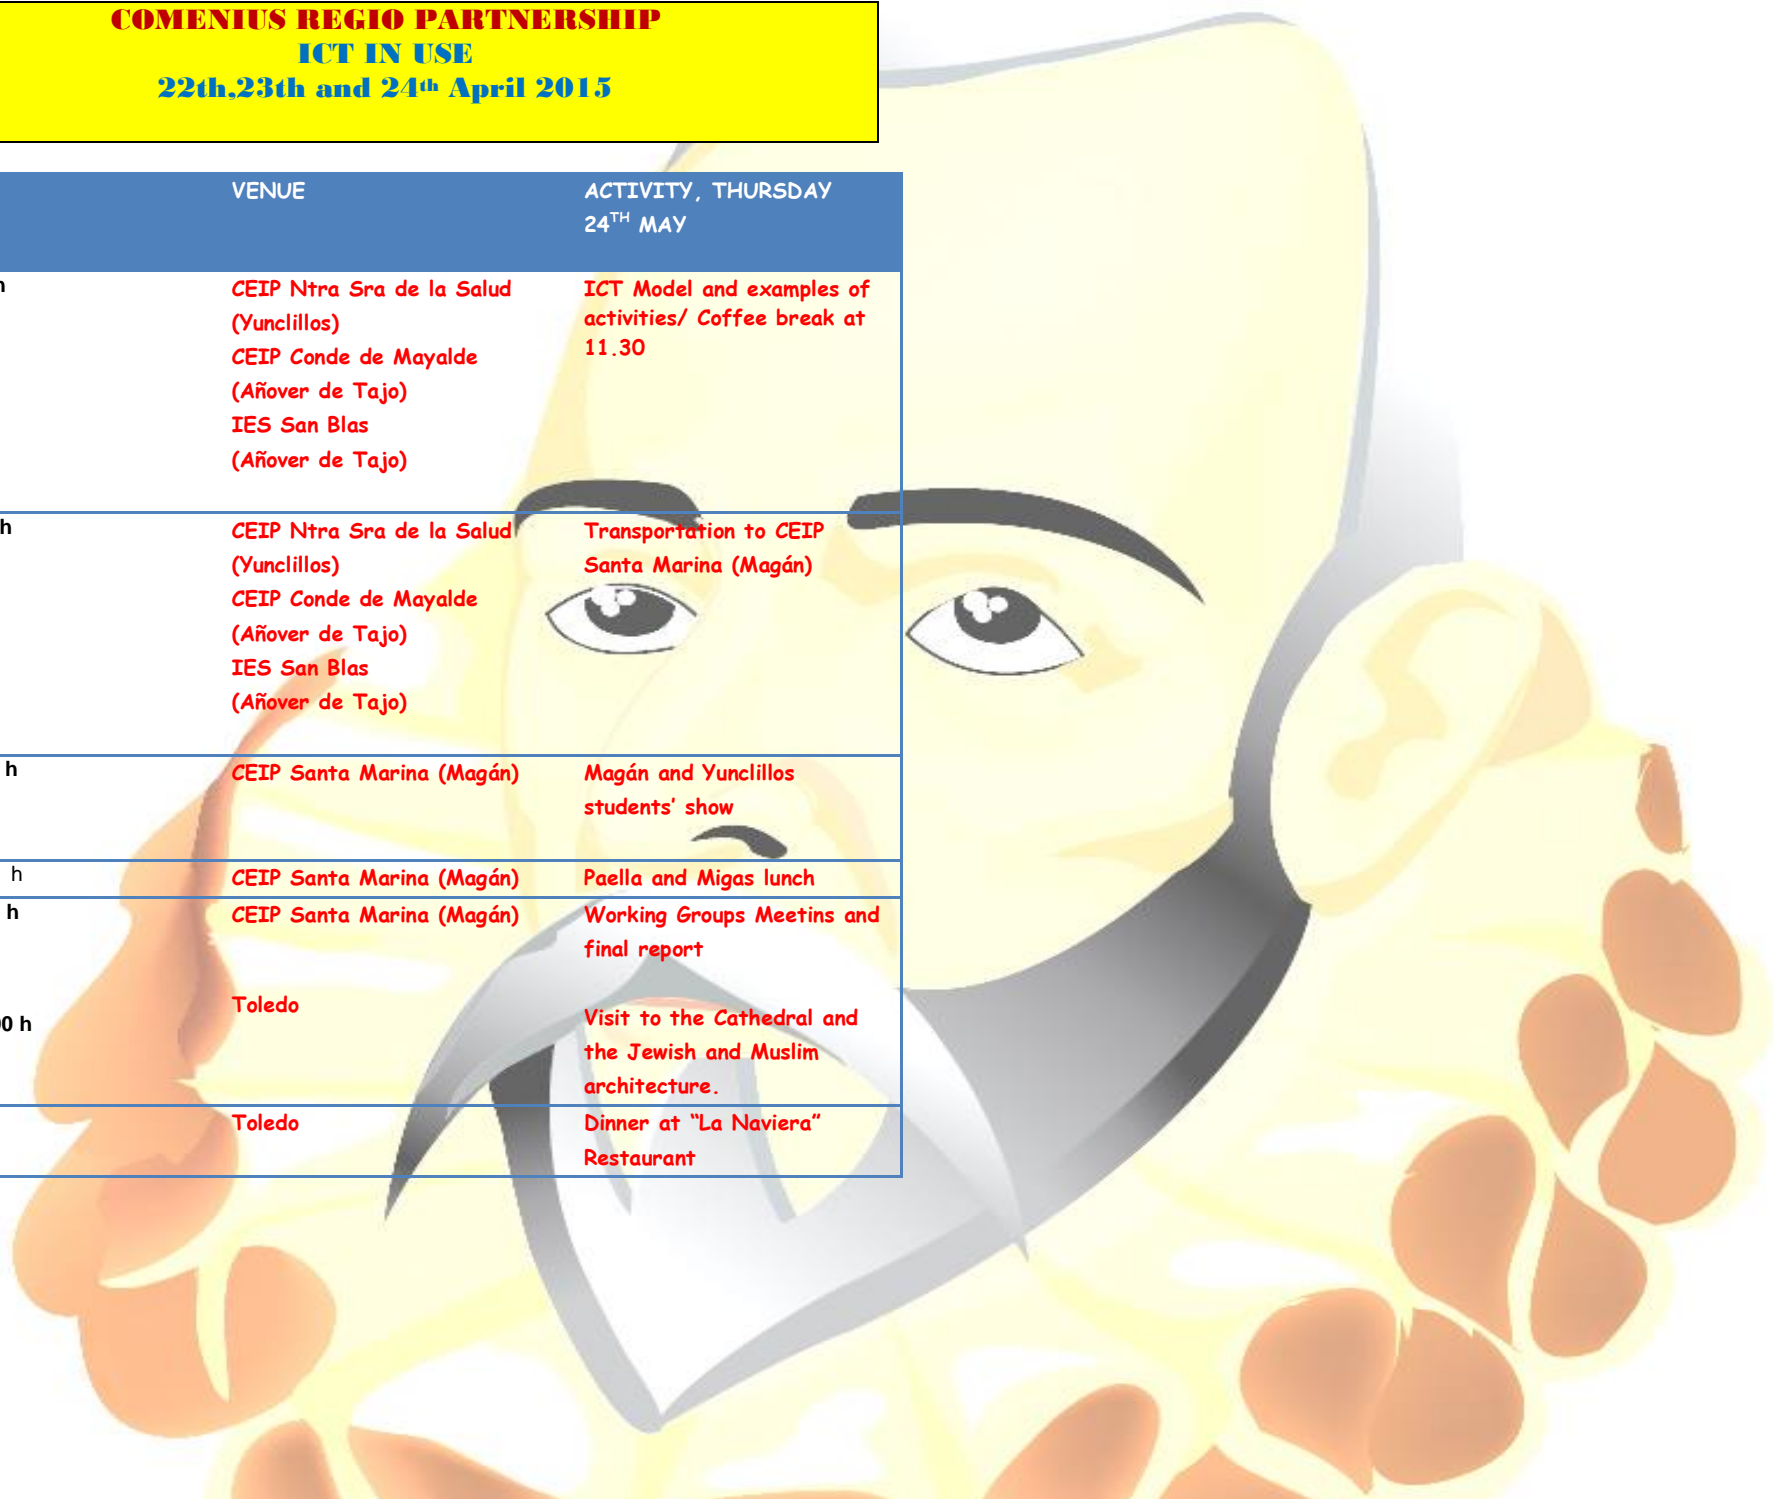 COMENIUS REGIO PARTNERSHIP
ICT IN USE
22th,23th and 24th April 2015
VENUE
ACTIVITY, THURSDAY
24TH MAY
h
CEIP Ntra Sra de la Salud
(Yunclillos)
CEIP Conde de Mayalde
(Añover de Tajo)
IES San Blas
(Añover de Tajo)
ICT Model and examples of
activities/ Coffee break at
11.30
h
CEIP Ntra Sra de la Salud
(Yunclillos)
CEIP Conde de Mayalde
(Añover de Tajo)
IES San Blas
(Añover de Tajo)
Transportation to CEIP
Santa Marina (Magán)
h
CEIP Santa Marina (Magán)
Magán and Yunclillos
students’ show
h
CEIP Santa Marina (Magán)
Paella and Migas lunch
h
CEIP Santa Marina (Magán)
Working Groups Meetins and
final report
0 h
Toledo
Visit to the Cathedral and
the Jewish and Muslim
architecture.
Toledo
Dinner at “La Naviera”
Restaurant